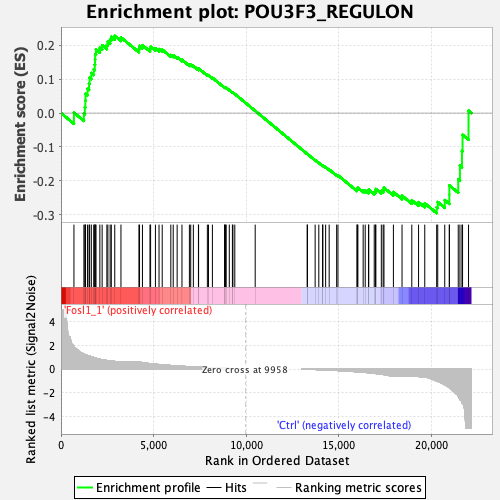 Enrichment plot: POU3F3_REGULON
Enrichment score (ES)
0.2
0.1
0.0
-0.1
-0.2
-0.3
'Fosl1_1' (positively correlated)
Ranked list metric (Signal2Noise)
4
2
0
-2
-4
Zero cross at 9958
'Ctrl' (negatively correlated)
0
5,000
10,000
15,000
20,000
Rank in Ordered Dataset
Enrichment profile
Hits
Ranking metric scores